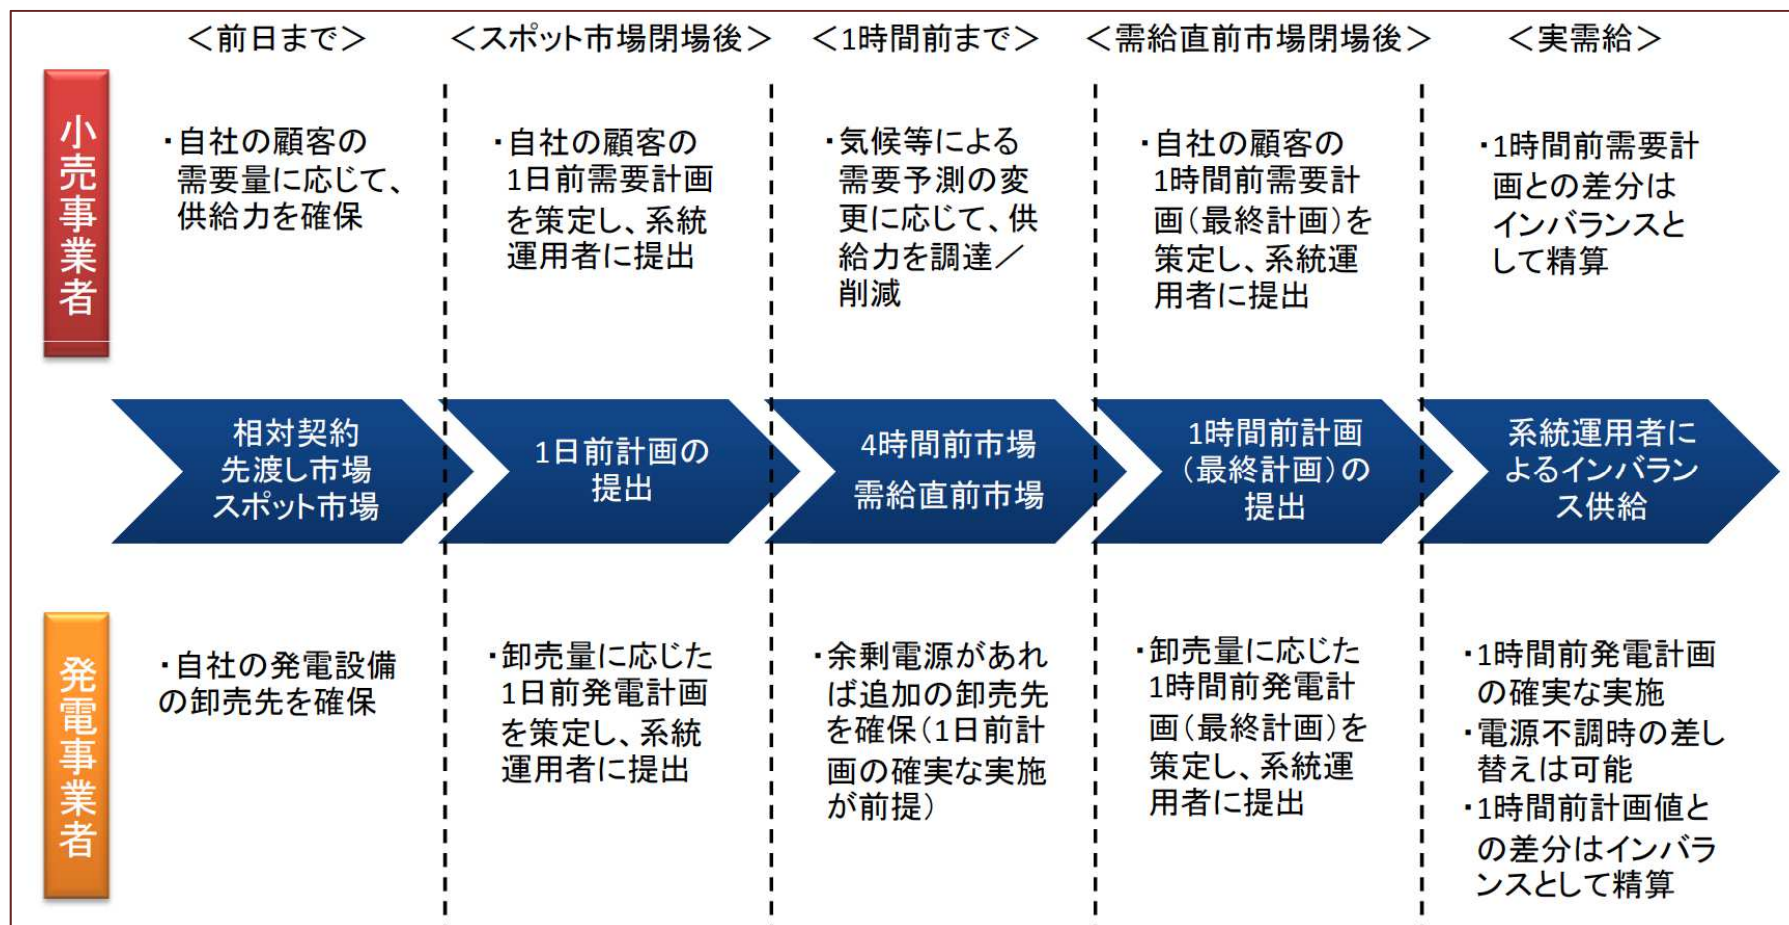 ＜前日まで＞
＜スポット市場閉場後＞
＜1時間前まで＞
＜需給直前市場閉場後＞
＜実需給＞
小売事業者
・自社の顧客の
需要量に応じて、
供給力を確保
・自社の顧客の
1日前需要計画
を策定し、系統
運用者に提出
・気候等による
需要予測の変
更に応じて、供
給力を調達／
削減
・自社の顧客の
1時間前需要計
画（最終計画）を
策定し、系統運
用者に提出
・1時間前需要計
画との差分は
インバランスと
して精算
相対契約
先渡し市場
スポット市場
1日前計画の
提出
4時間前市場
需給直前市場
1時間前計画
（最終計画）の
提出
系統運用者に
よるインバラン
ス供給
発電事業者
・自社の発電設備
の卸売先を確保
・卸売量に応じた
1日前発電計画
を策定し、系統
運用者に提出
・余剰電源があれ
ば追加の卸売先
を確保（1日前計
画の確実な実施
が前提）
・卸売量に応じた
1時間前発電計
画（最終計画）を
策定し、系統運
用者に提出
・1時間前発電計画
の確実な実施
・電源不調時の差し
替えは可能
・1時間前計画値と
の差分はインバラ
ンスとして精算